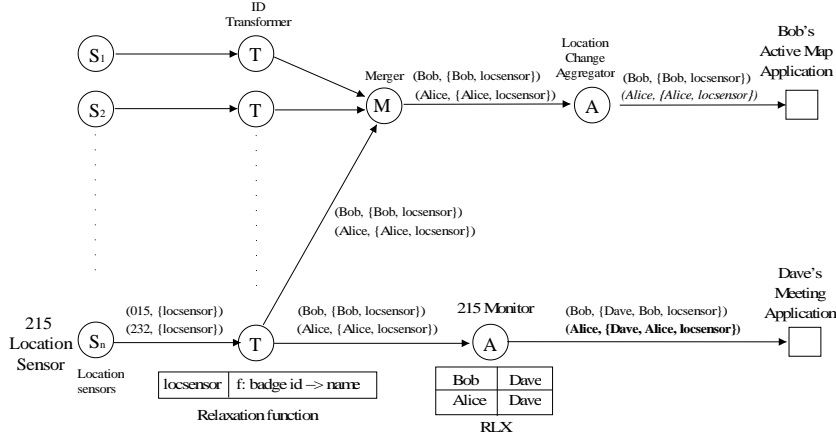 ID
Transformer
Bob's
Active Map
Application
Location
Change
Aggregator
Merger
S1
T
(Bob, {Bob, locsensor})
(Alice, {Alice, locsensor})
(Bob, {Bob, locsensor})
(Alice, {Alice, locsensor})
S2
T
M
A
(Bob, {Bob, locsensor})
(Alice, {Alice, locsensor})
Dave's
Meeting
Application
215
Location
Sensor
(015, {locsensor})
(232, {locsensor})
(Bob, {Bob, locsensor})
(Alice, {Alice, locsensor})
215 Monitor
(Bob, {Dave, Bob, locsensor})
(Alice, {Dave, Alice, locsensor})
Sn
T
A
Location
sensors
locsensor f: badge id -> name
Relaxation function
Bob Dave
Alice Dave
RLX